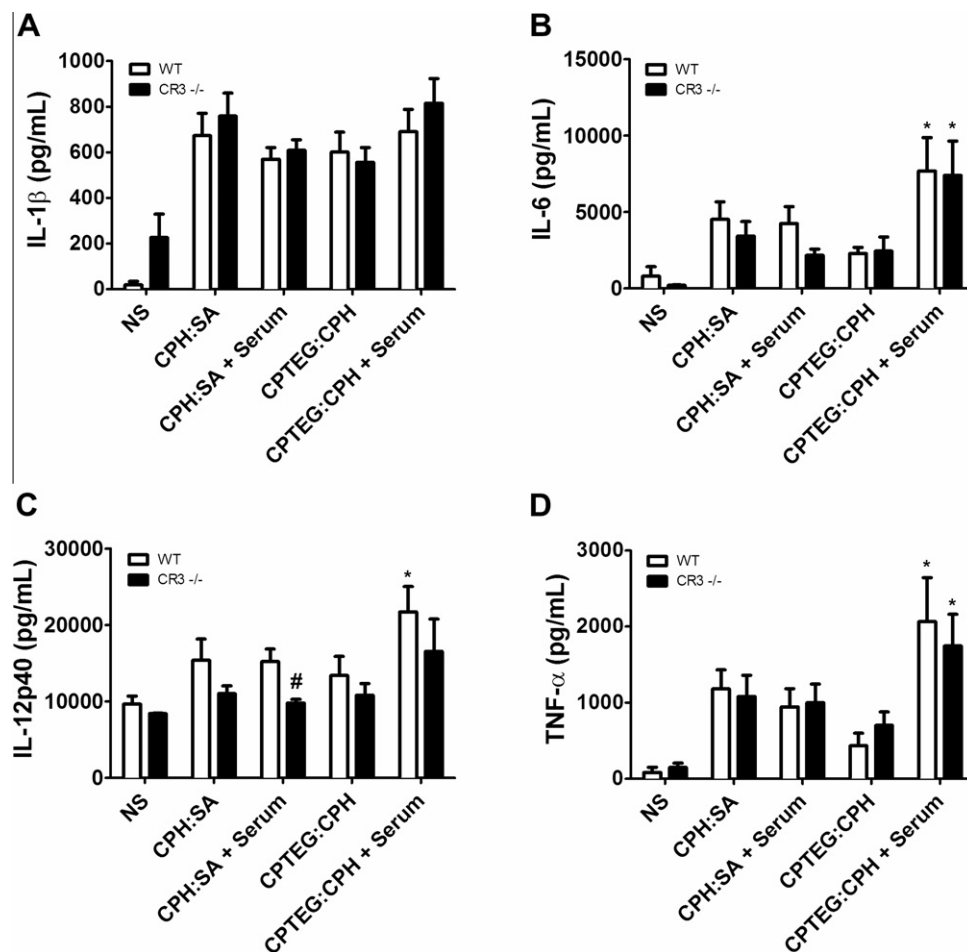 A
IL-1β (pg/mL)
1000
800
600
400
200
0
WT
CR3 -/-
NS
CPH:SA
CPH:SA + Serum
CPTEG:CPH
CPTEG:CPH + Serum
B
IL-6 (pg/mL)
15000
10000
5000
0
WT
CR3 -/-
* *
NS
CPH:SA
CPH:SA + Serum
CPTEG:CPH
CPTEG:CPH + Serum
C
IL-12p40 (pg/mL)
30000
20000
10000
0
WT
CR3 -/-
#
*
NS
CPH:SA
CPH:SA + Serum
CPTEG:CPH
CPTEG:CPH + Serum
D
TNF-α (pg/mL)
3000
2000
1000
0
WT
CR3 -/-
*
*
NS
CPH:SA
CPH:SA + Serum
CPTEG:CPH
CPTEG:CPH + Serum